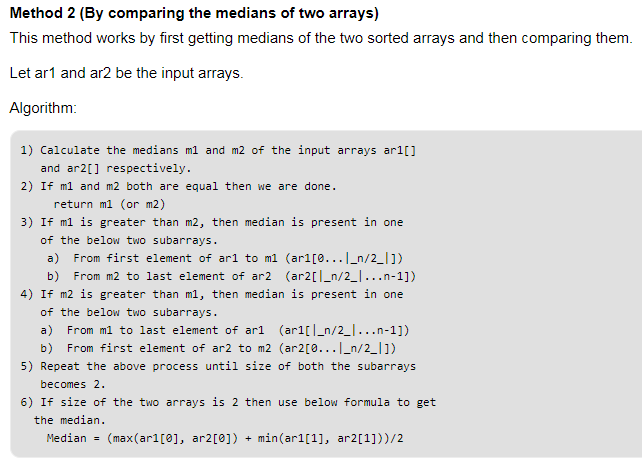 Method 2 (By comparing the medians of two arrays)
This method works by first getting medians of the two sorted arrays and then comparing them.
Let ar1 and ar2 be the input arrays.
Algorithm:
1) Calculate the medians m1 and m2 of the input arrays ar1[]
and ar2[] respectively.
2) If m1 and m2 both are equal then we are done.
return m1 (or m2)
3) If m1 is greater than m2, then median is present in one
of the below two subarrays.
a) From first element of ar1 to m1 (ar1[0...|_n/2_|])
b) From m2 to last element of ar2 (ar2[|_n/2_|...n-1])
4) If m2 is greater than m1, then median is present in one
of the below two subarrays.
a) From m1 to last element of ar1 (ar1[|_n/2_|...n-1])
b) From first element of ar2 to m2 (ar2[0...|_n/2_|])
5) Repeat the above process until size of both the subarrays
becomes 2.
6) If size of the two arrays is 2 then use below formula to get
the median.
Median = (max(ar1[0], ar2[0]) + min(ar1[1], ar2[1]))/2